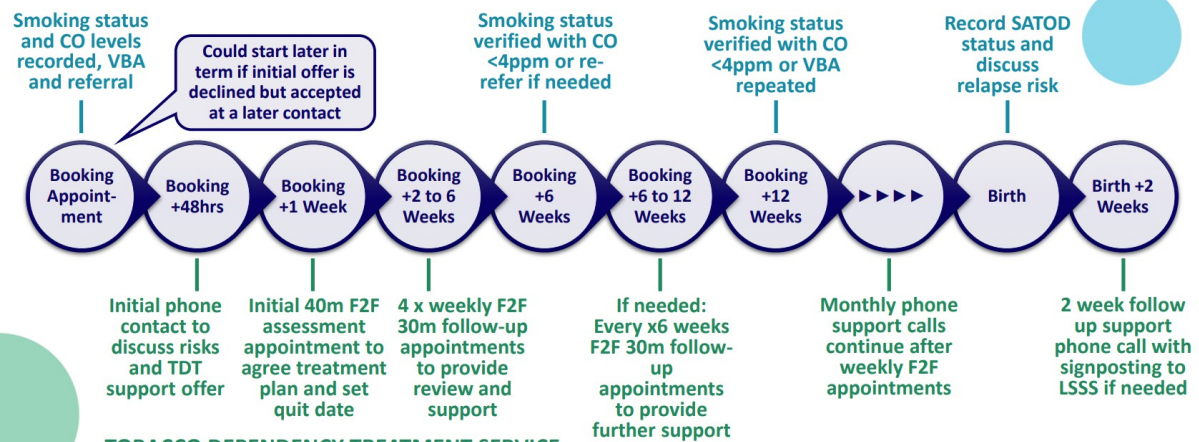 Smoking status
and CO levels
recorded, VBA
and referral
Could start later in
term if initial offer is
declined but accepted
at a later contact
Smoking status
verified with CO
<4ppm or re-
refer if needed
Smoking status
verified with CO
<4ppm or VBA
repeated
Record SATOD
status and
discuss
relapse risk
Booking
Appoint-
ment
Booking
+48hrs
Booking
+1 Week
Booking
+2 to 6
Weeks
Booking
+6
Weeks
Booking
+6 to 12
Weeks
Booking
+12
Weeks
Birth
Birth +2
Weeks
Initial phone
contact to
discuss risks
and TDT
support offer
Initial 40m F2F
assessment
appointment to
agree treatment
plan and set
quit date
4 x weekly F2F
30m follow-up
appointments
to provide
review and
support
If needed:
Every x6 weeks
F2F 30m follow-
up
appointments
to provide
further support
Monthly phone
support calls
continue after
weekly F2F
appointments
2 week follow
up support
phone call with
signposting to
LSSS if needed
TOBACCO DEPENDENCY TREATMENT SERVICE